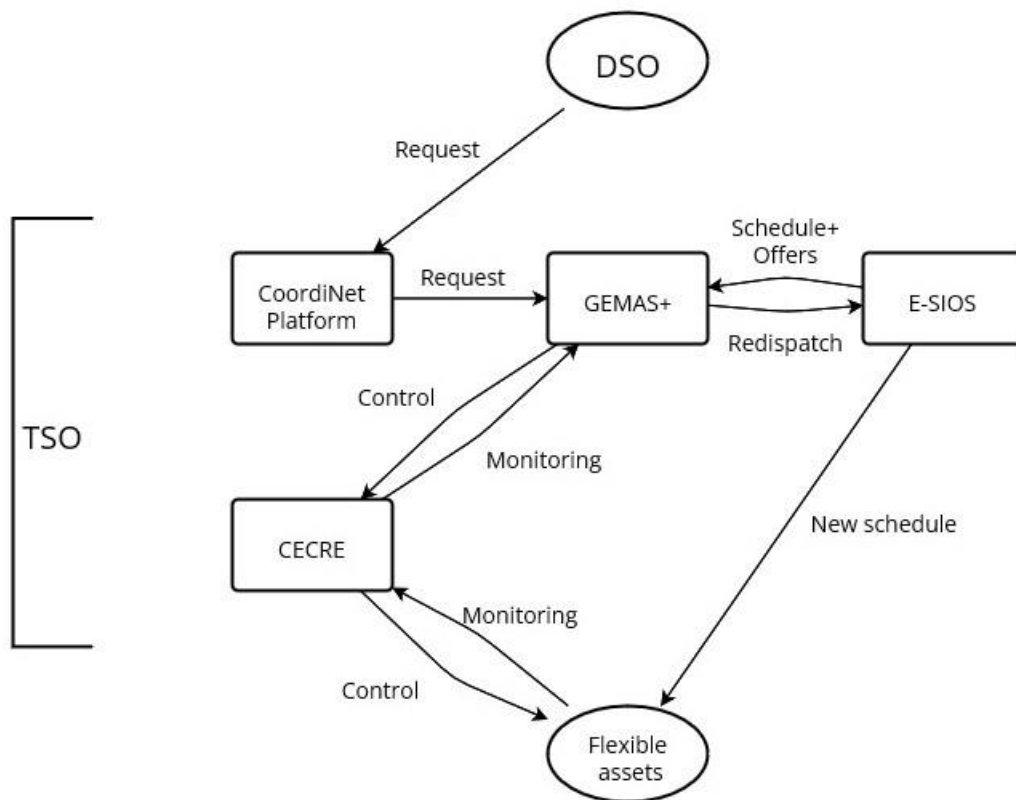 DSO
Request
Schedule+
Offers
CoordiNet
Platform
Request
GEMAS+
E-SIOS
Redispatch
Control
TSO
Monitoring
New schedule
CECRE
Monitoring
Control
Flexible
assets